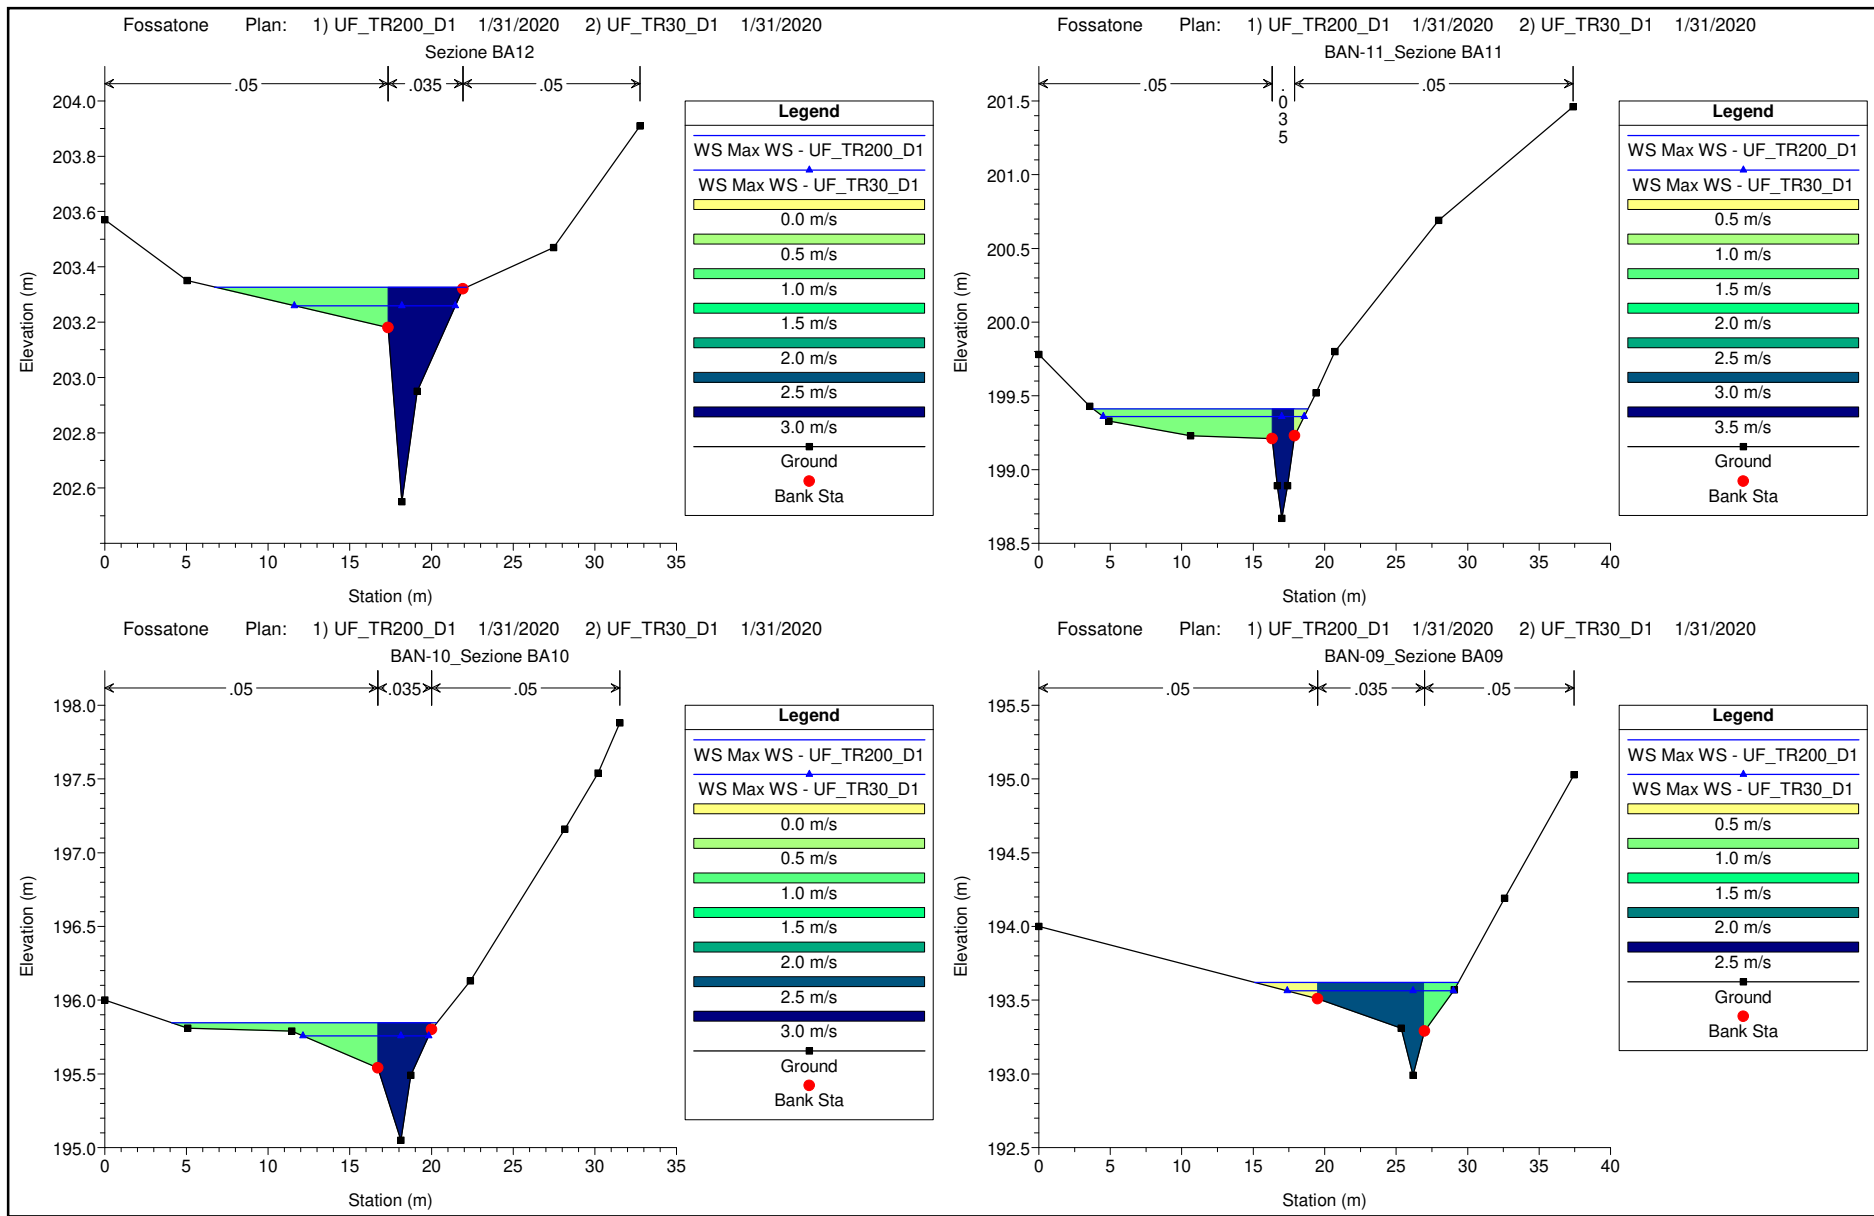 Fossatone Plan: 1) UF_TR200_D1 1/31/2020 2) UF_TR30_D1 1/31/2020
Sezione BA12
.05 .035 .05
204.0
203.8
203.6
203.4
203.2
203.0
202.8
202.6
Elevation (m)
0 5 10 15 20 25 30 35
Station (m)
Legend
WS Max WS - UF_TR200_D1
WS Max WS - UF_TR30_D1
0.0 m/s
0.5 m/s
1.0 m/s
1.5 m/s
2.0 m/s
2.5 m/s
3.0 m/s
Ground
Bank Sta
Fossatone Plan: 1) UF_TR200_D1 1/31/2020 2) UF_TR30_D1 1/31/2020
BAN-11_Sezione BA11
.05 .035 .05
201.5
201.0
200.5
200.0
199.5
199.0
198.5
Elevation (m)
0 5 10 15 20 25 30 35 40
Station (m)
Legend
WS Max WS - UF_TR200_D1
WS Max WS - UF_TR30_D1
0.5 m/s
1.0 m/s
1.5 m/s
2.0 m/s
2.5 m/s
3.0 m/s
3.5 m/s
Ground
Bank Sta
Fossatone Plan: 1) UF_TR200_D1 1/31/2020 2) UF_TR30_D1 1/31/2020
BAN-10_Sezione BA10
.05 .035 .05
198.0
197.5
197.0
196.5
196.0
195.5
195.0
Elevation (m)
0 5 10 15 20 25 30 35
Station (m)
Legend
WS Max WS - UF_TR200_D1
WS Max WS - UF_TR30_D1
0.0 m/s
0.5 m/s
1.0 m/s
1.5 m/s
2.0 m/s
2.5 m/s
3.0 m/s
Ground
Bank Sta
Fossatone Plan: 1) UF_TR200_D1 1/31/2020 2) UF_TR30_D1 1/31/2020
BAN-09_Sezione BA09
.05 .035 .05
195.5
195.0
194.5
194.0
193.5
193.0
192.5
Elevation (m)
0 5 10 15 20 25 30 35 40
Station (m)
Legend
WS Max WS - UF_TR200_D1
WS Max WS - UF_TR30_D1
0.5 m/s
1.0 m/s
1.5 m/s
2.0 m/s
2.5 m/s
Ground
Bank Sta